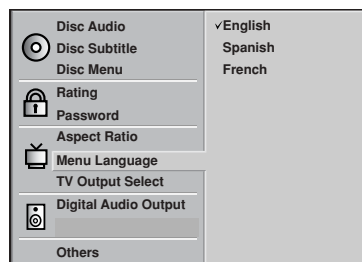 Disc Audio
Disc Subtitle
Disc Menu
Rating
Password
Aspect Ratio
Menu Language
TV Output Select
Digital Audio Output
Others
✓English
Spanish
French